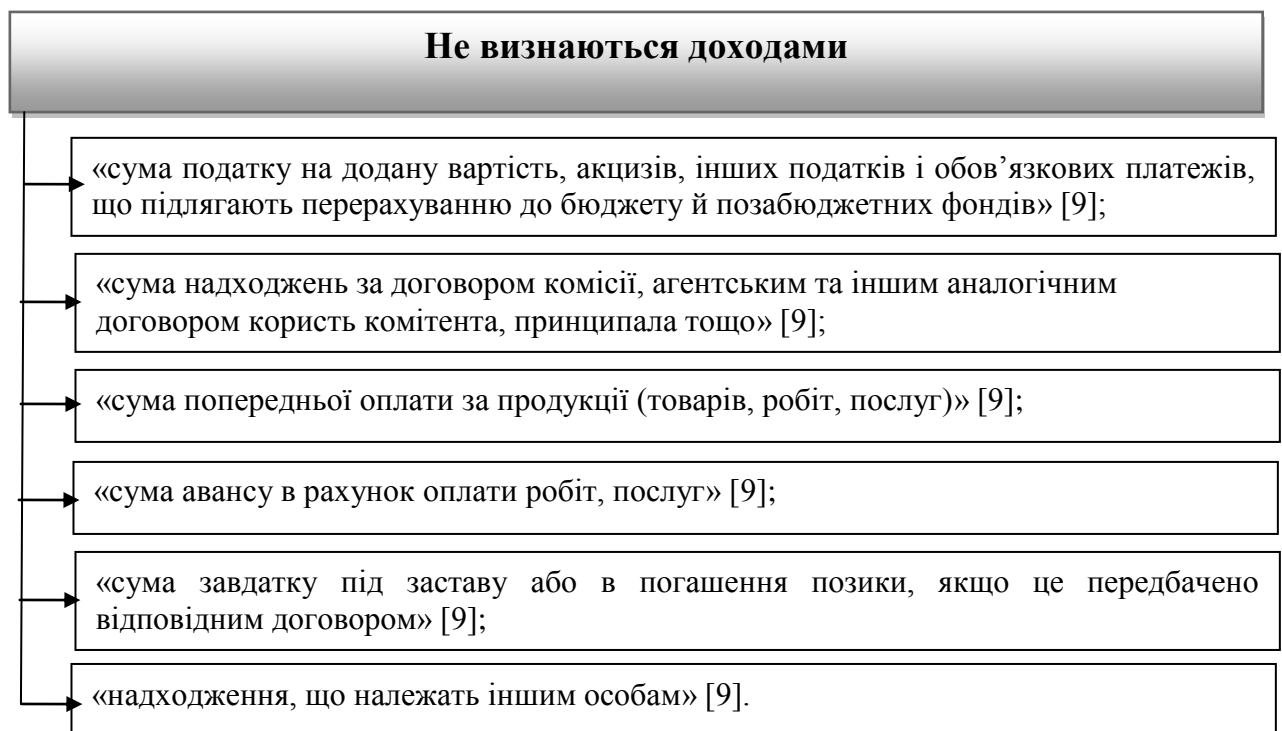 Не визнаються доходами
«сума податку на додану вартість, акцизів, інших податків і обов’язкових платежів,
що підлягають перерахуванню до бюджету й позабюджетних фондів» [9];
«сума надходжень за договором комісії, агентським та іншим аналогічним
договором користь комітента, принципала тощо» [9];
«сума попередньої оплати за продукції (товарів, робіт, послуг)» [9];
«сума авансу в рахунок оплати робіт, послуг» [9];
«сума завдатку під заставу або в погашення позики, якщо це передбачено
відповідним договором» [9];
«надходження, що належать іншим особам» [9].